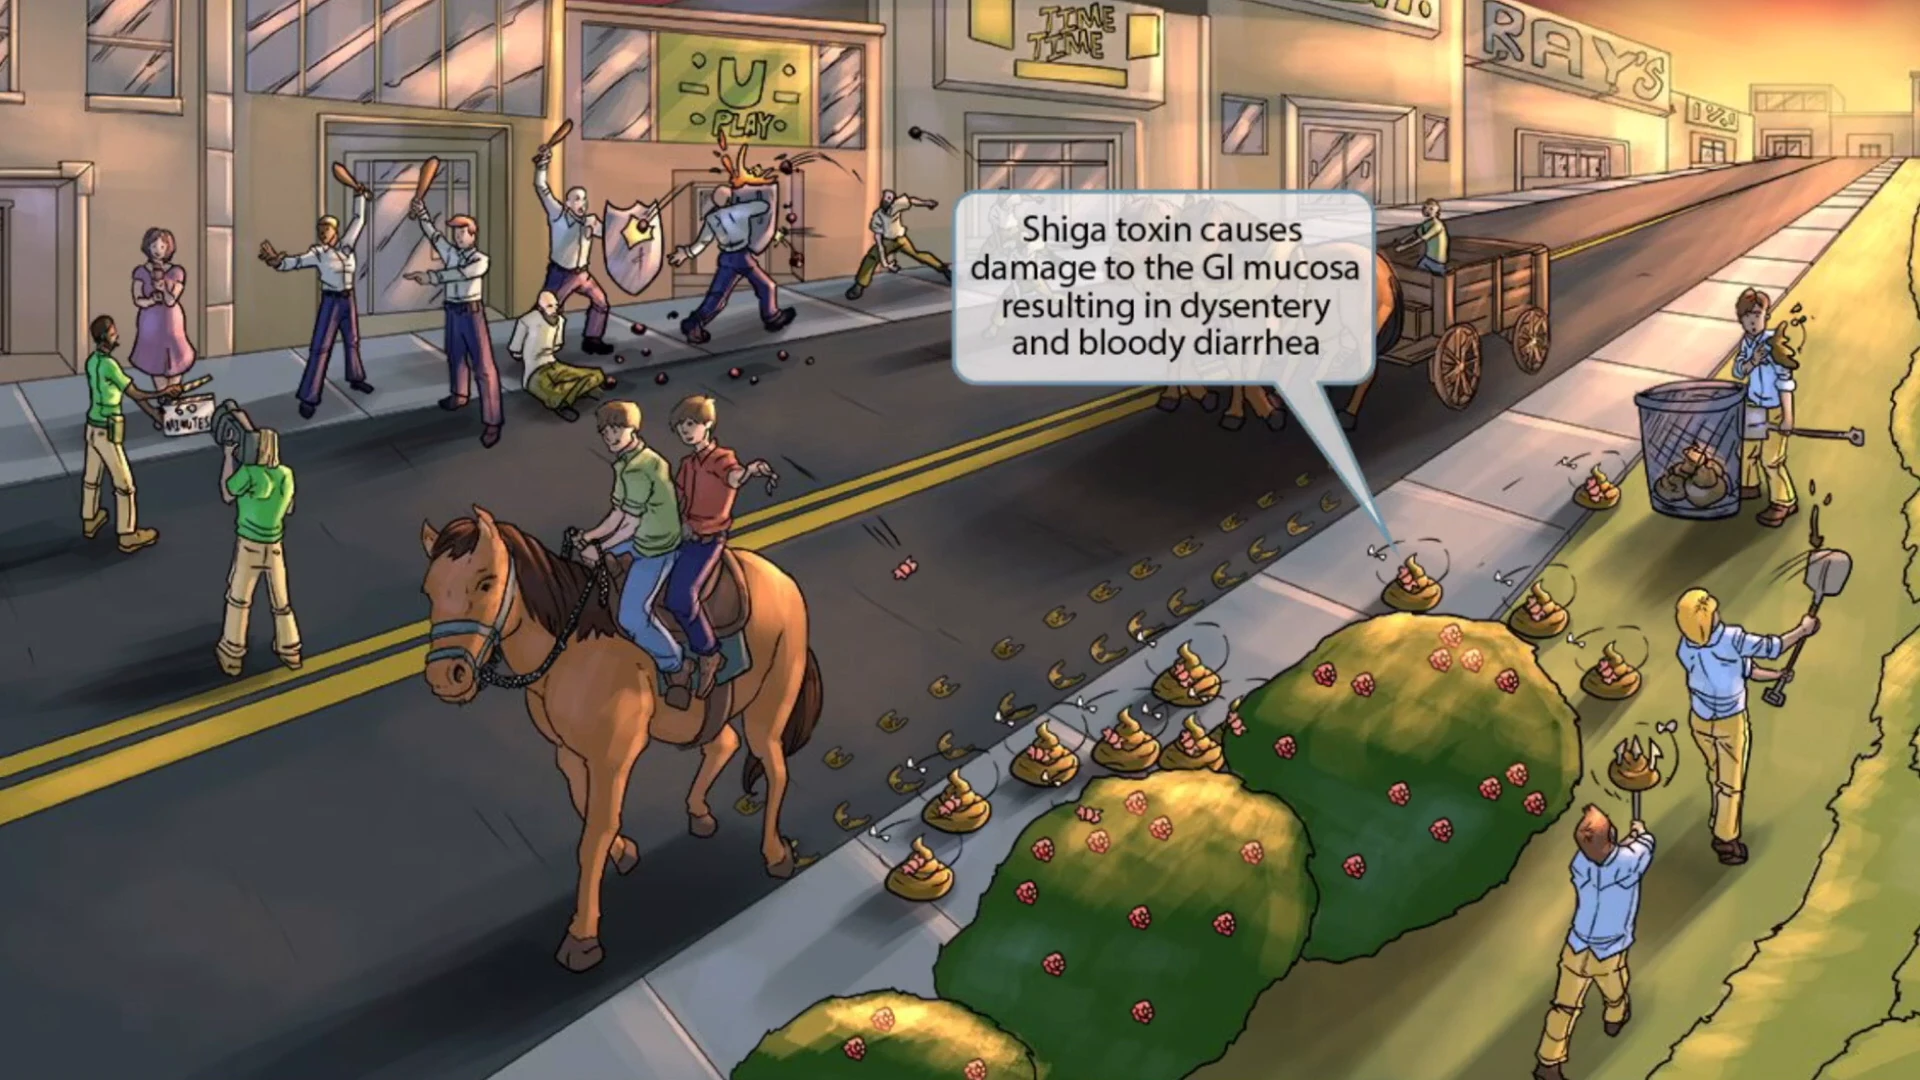 TIME
TIME
RAY'S
U
PLAY
1%
Shiga toxin causes
damage to the GI mucosa
resulting in dysentery
and bloody diarrhea
60
MINUTES